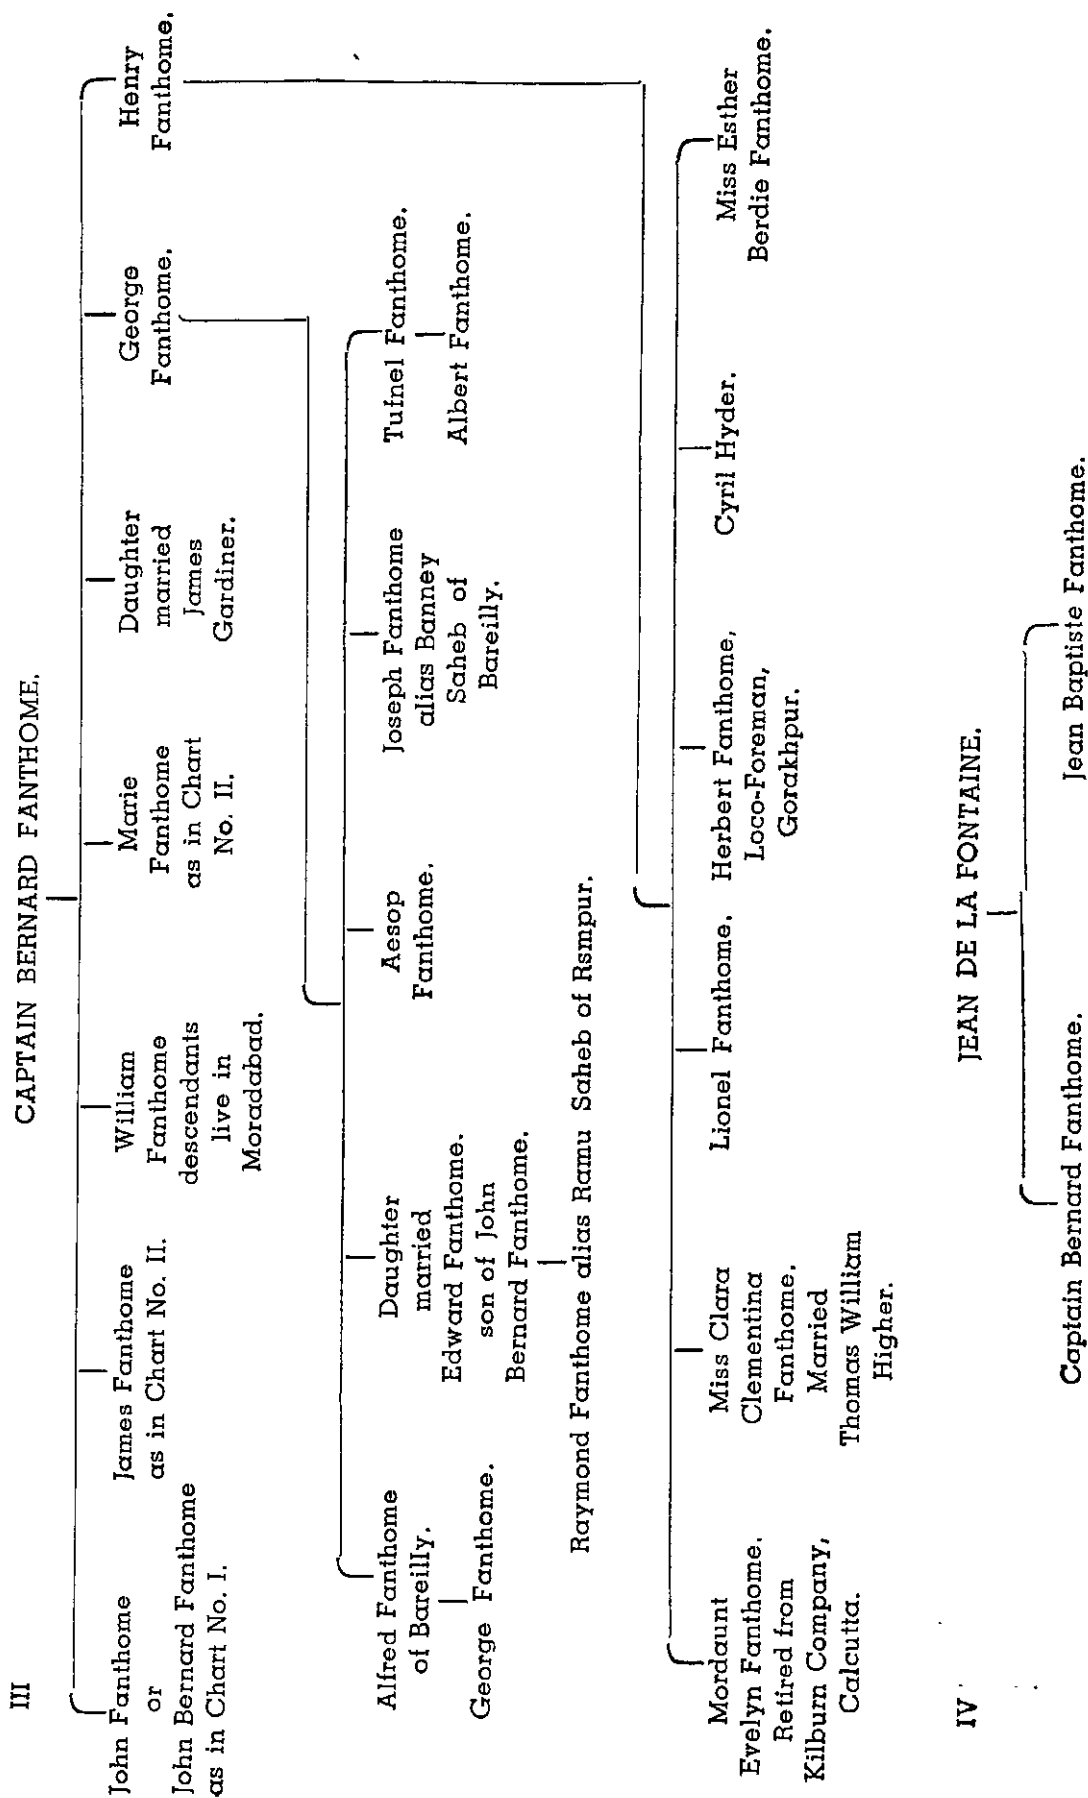 III
CAPTAIN BERNARD FANTHOME.
John Fanthome
or
John Bernard Fanthome
as in Chart No. I.
James Fanthome
as in Chart No. II.
William
Fanthome
descendants
live in
Moradabad.
Marie
Fanthome
as in Chart
No. II.
Daughter
married
James
Gardiner.
George
Fanthome.
Henry
Fanthome.
Alfred Fanthome
of Bareilly.
George Fanthome.
Daughter
married
Edward Fanthome.
son of John
Bernard Fanthome.
Raymond Fanthome alias Ramu Saheb of Rsmpur.
Aesop
Fanthome.
Joseph Fanthome
alias Banney
Saheb of
Bareilly.
Tufnel Fanthome.
Albert Fanthome.
Mordaunt
Evelyn Fanthome.
Retired from
Kilburn Company,
Calcutta.
Miss Clara
Clementina
Fanthome.
Married
Thomas William
Higher.
Lionel Fanthome.
Herbert Fanthome,
Loco-Foreman,
Gorakhpur.
Cyril Hyder.
Miss Esther
Berdie Fanthome.
IV
JEAN DE LA FONTAINE.
Captain Bernard Fanthome.
Jean Baptiste Fanthome.